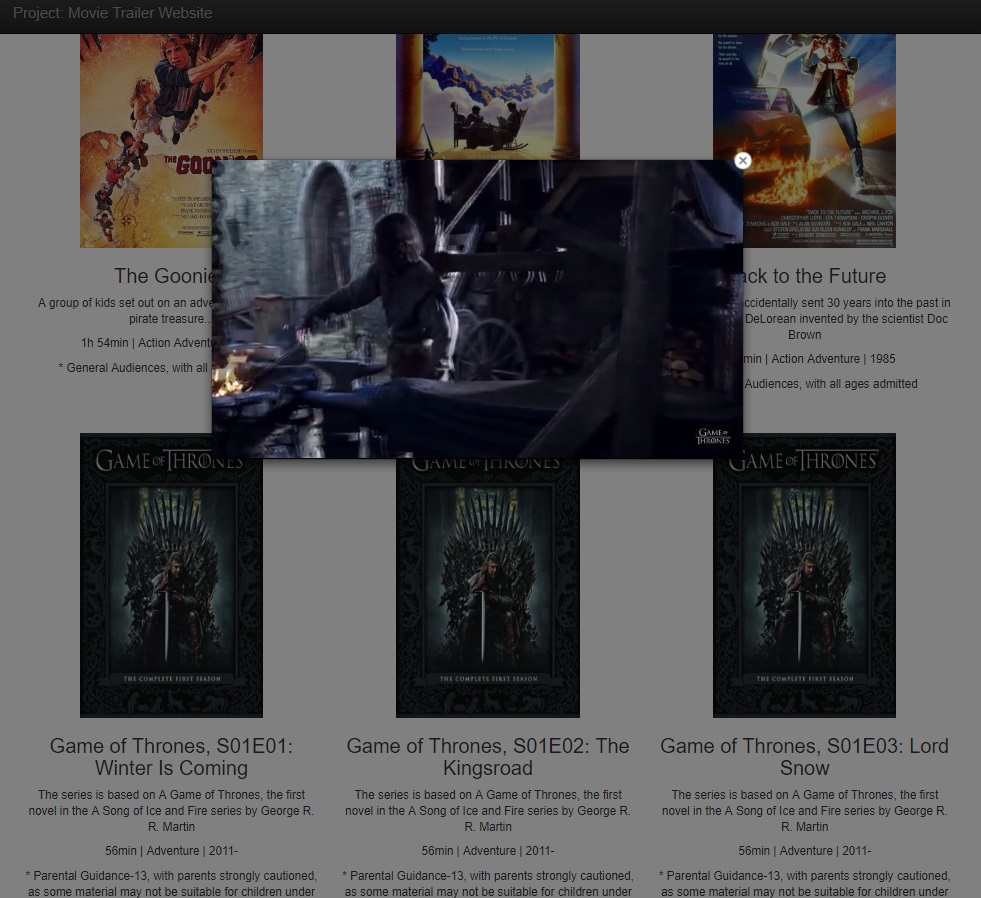 Project: Movie Trailer Website
THE GOON
The Goonie
A group of kids set out on an adve
pirate treasure..
1h 54min | Action Advent
* General Audiences, with all
ack to the Future
ccidentally sent 30 years into the past in
DeLorean invented by the scientist Doc
Brown
min | Action Adventure | 1985
Audiences, with all ages admitted
GAME OF THRONES
GAME OF THRONES
GAME OF THRONES
GAME OF THRONES
THE COMPLETE FIRST SEASON
THE COMPLETE FIRST SEASON
THE COMPLETE FIRST SEASON
Game of Thrones, S01E01:
Winter Is Coming
The series is based on A Game of Thrones, the first
novel in the A Song of Ice and Fire series by George R.
R. Martin
56min | Adventure | 2011-
* Parental Guidance-13, with parents strongly cautioned,
as some material may not be suitable for children under
Game of Thrones, S01E02: The
Kingsroad
The series is based on A Game of Thrones, the first
novel in the A Song of Ice and Fire series by George R.
R. Martin
56min | Adventure | 2011-
* Parental Guidance-13, with parents strongly cautioned,
as some material may not be suitable for children under
Game of Thrones, S01E03: Lord
Snow
The series is based on A Game of Thrones, the first
novel in the A Song of Ice and Fire series by George R.
R. Martin
56min | Adventure | 2011-
* Parental Guidance-13, with parents strongly cautioned,
as some material may not be suitable for children under